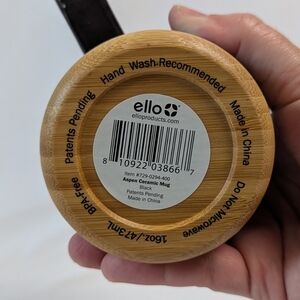 Hand Wash Recommended
Made in China
Do Not Microwave
16oz./473mL
BPA-Free
Patents Pending
ello
elloproducts.com
8 10922 03866 7
Item #729-0294-400
Aspen Ceramic Mug
Black
Patents Pending
Made in China